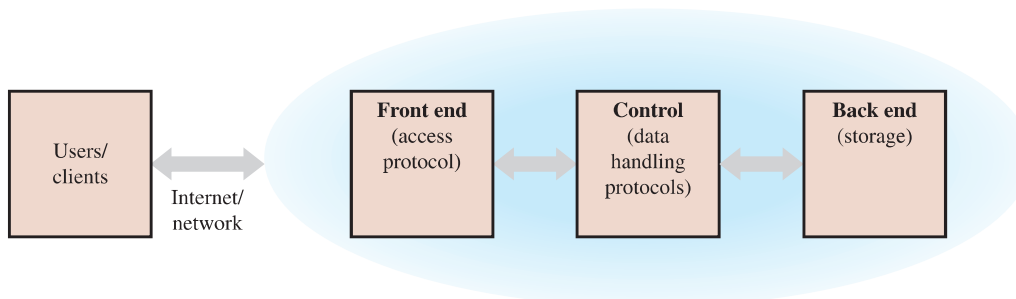 Users/
clients
Internet/
network
Front end
(access
protocol)
Control
(data
handling
protocols)
Back end
(storage)